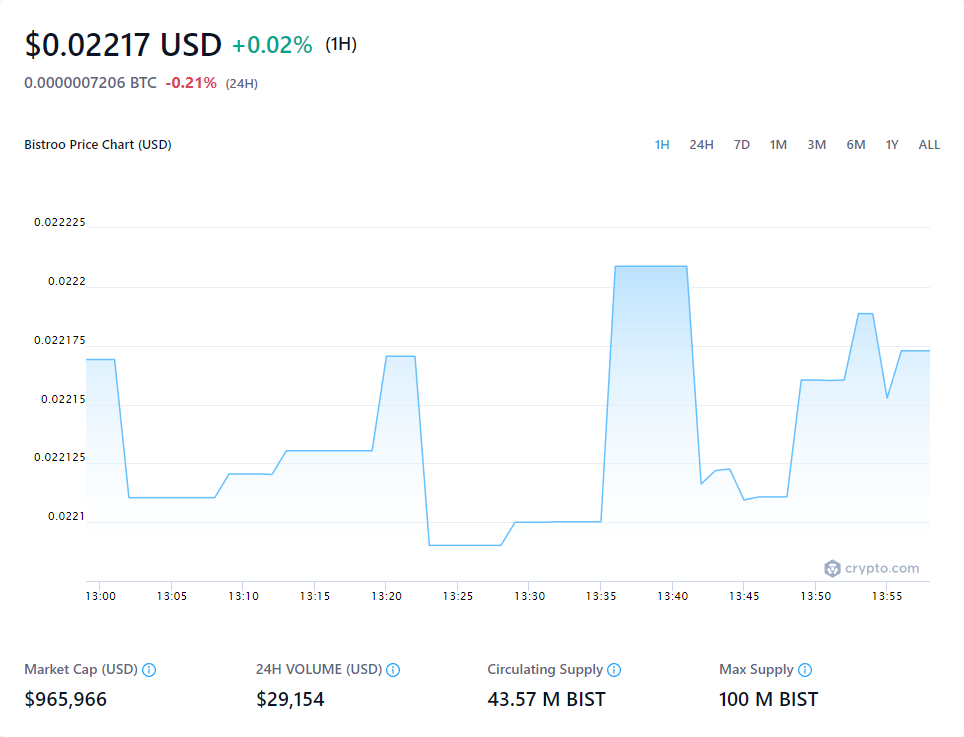 $0.02217 USD +0.02% (1H)
0.0000007206 BTC -0.21% (24H)
Bistroo Price Chart (USD) 1H 24H 7D 1M 3M 6M 1Y ALL
0.022225
0.0222
0.022175
0.02215
0.022125
0.0221
crypto.com
13:00 13:05 13:10 13:15 13:20 13:25 13:30 13:35 13:40 13:45 13:50 13:55
Market Cap (USD) 24H VOLUME (USD) Circulating Supply Max Supply
$965,966 $29,154 43.57 M BIST 100 M BIST